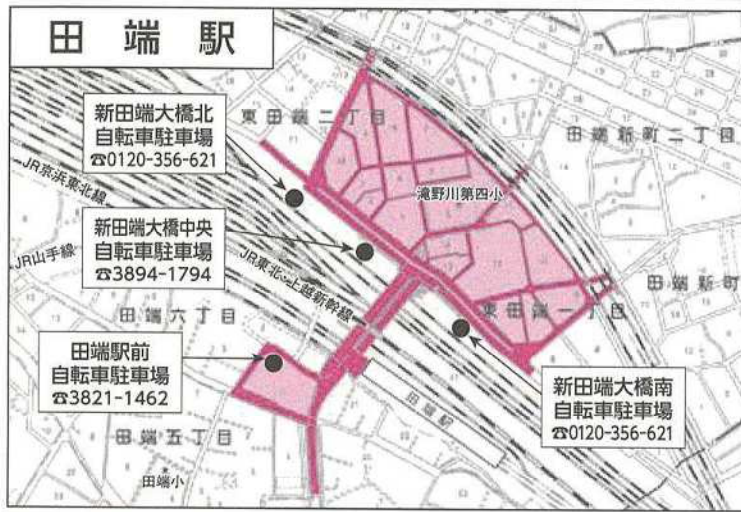 田端駅
新田端大橋北
自転車駐車場
☎0120-356-621
東田端二丁目
田端新町二丁目
JR京浜東北線
滝野川第四小
新田端大橋中央
自転車駐車場
☎3894-1794
JR山手線
JR東北・上越新幹線
田端新町
田端六丁目
東田端一丁目
田端駅前
自転車駐車場
☎3821-1462
田端駅
新田端大橋南
自転車駐車場
☎0120-356-621
田端五丁目
田端小